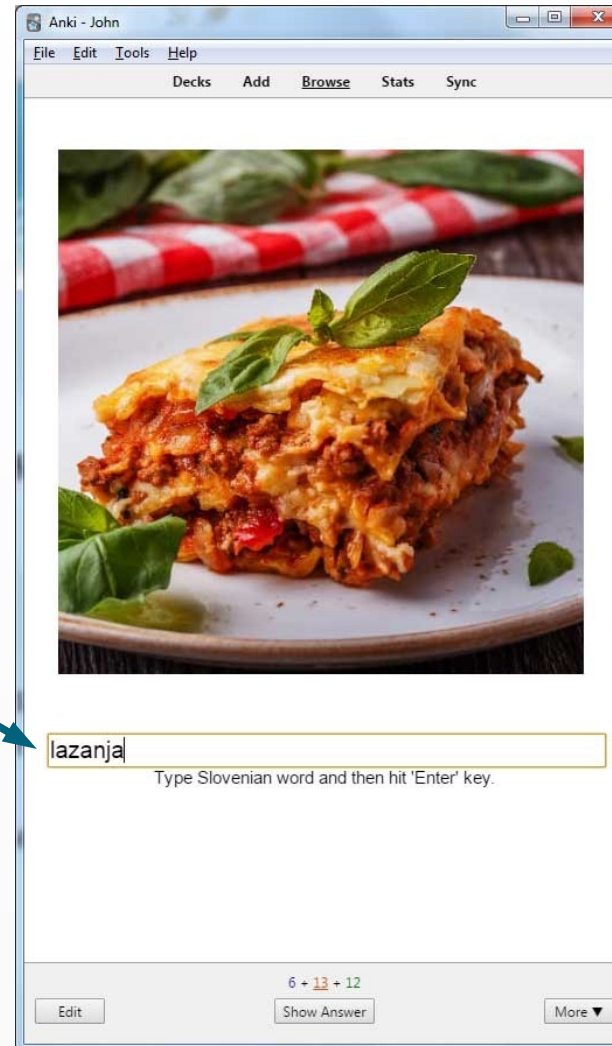 Anki - John
File Edit Tools Help
Decks Add Browse Stats Sync
lazanja
Type Slovenian word and then hit 'Enter' key.
6 + 13 + 12
Edit Show Answer More ▼